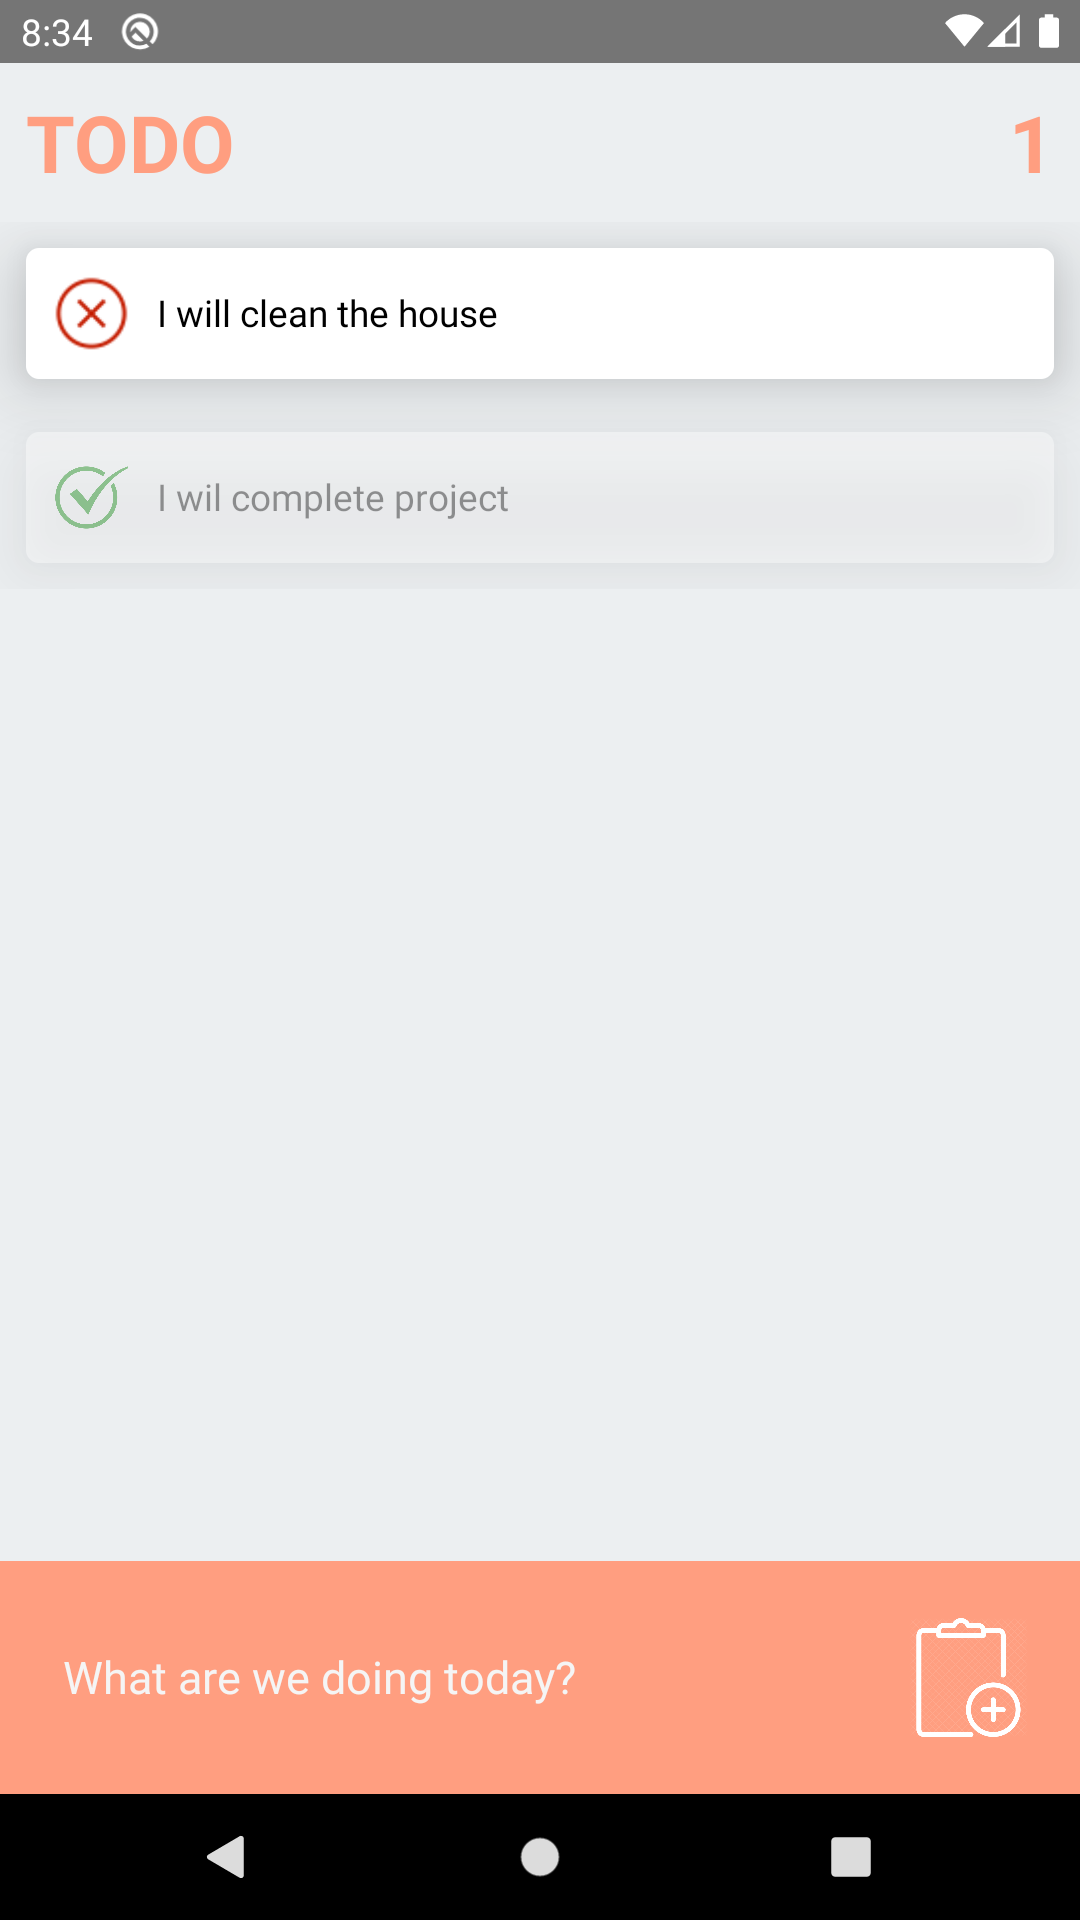 8:34
TODO 1
I will clean the house
I wil complete project
What are we doing today?